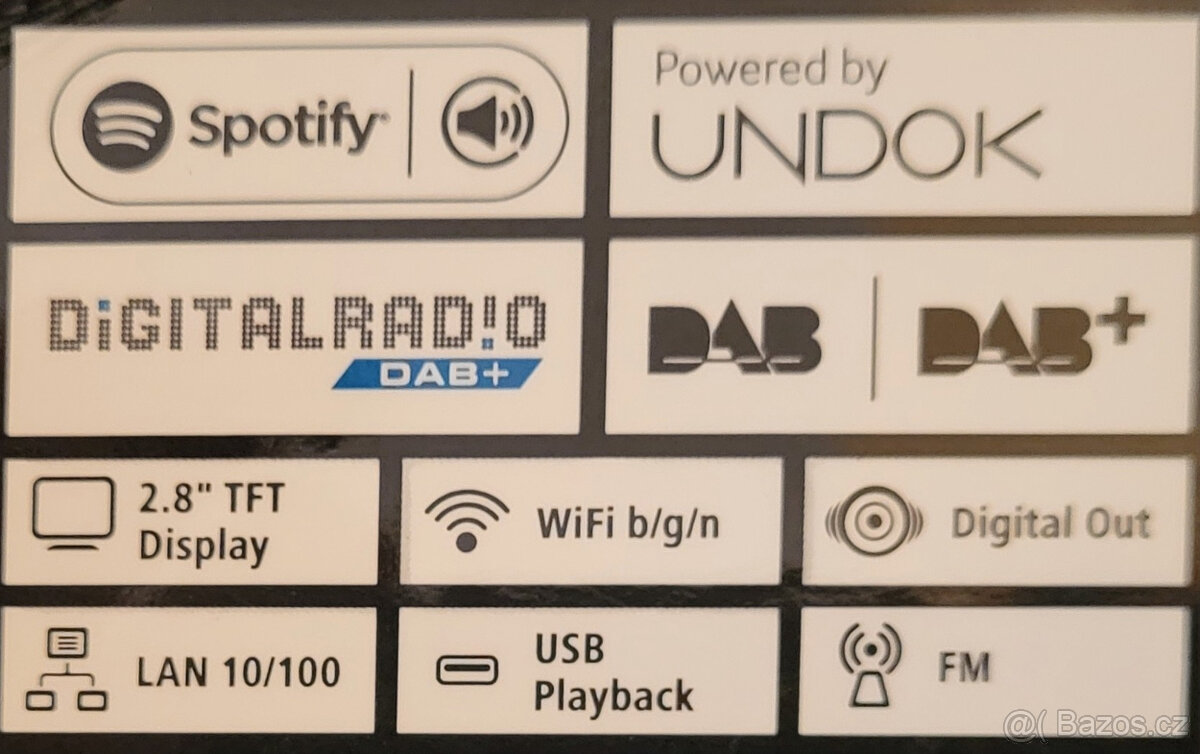 Spotify
Powered by
UNDOK
DiGITALRAD!O
DAB+
DAB
DAB+
2.8" TFT
Display
WiFi b/g/n
Digital Out
LAN 10/100
USB
Playback
FM
@( Bazos.cz